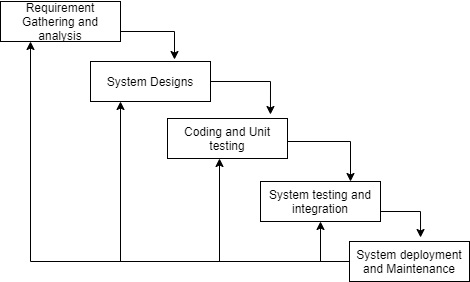 Requirement
Gathering and
analysis
System Designs
Coding and Unit
testing
System testing and
integration
System deployment
and Maintenance